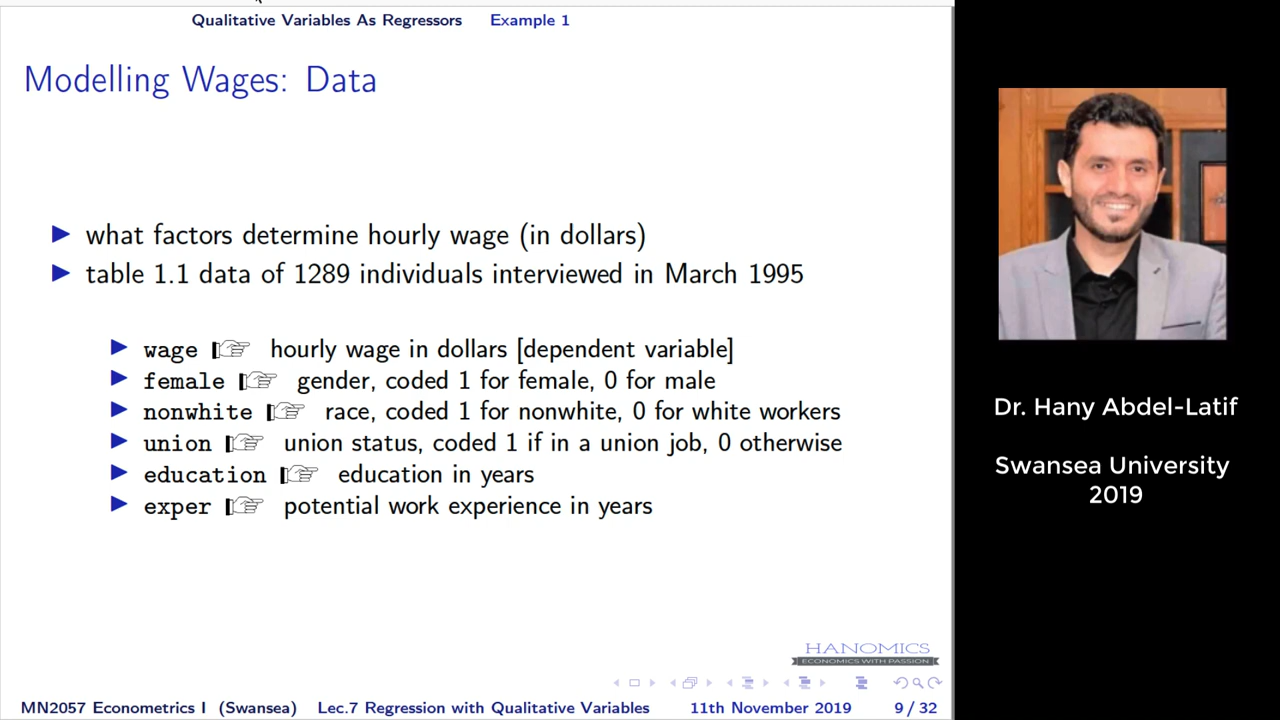 Qualitative Variables As Regressors Example 1
Modelling Wages: Data
what factors determine hourly wage (in dollars)
table 1.1 data of 1289 individuals interviewed in March 1995
wage hourly wage in dollars [dependent variable]
female gender, coded 1 for female, 0 for male
nonwhite race, coded 1 for nonwhite, 0 for white workers
union union status, coded 1 if in a union job, 0 otherwise
education education in years
exper potential work experience in years
HANOMICS
ECONOMICS WITH PASSION
MN2057 Econometrics I (Swansea) Lec.7 Regression with Qualitative Variables 11th November 2019 9 / 32
Dr. Hany Abdel-Latif
Swansea University
2019